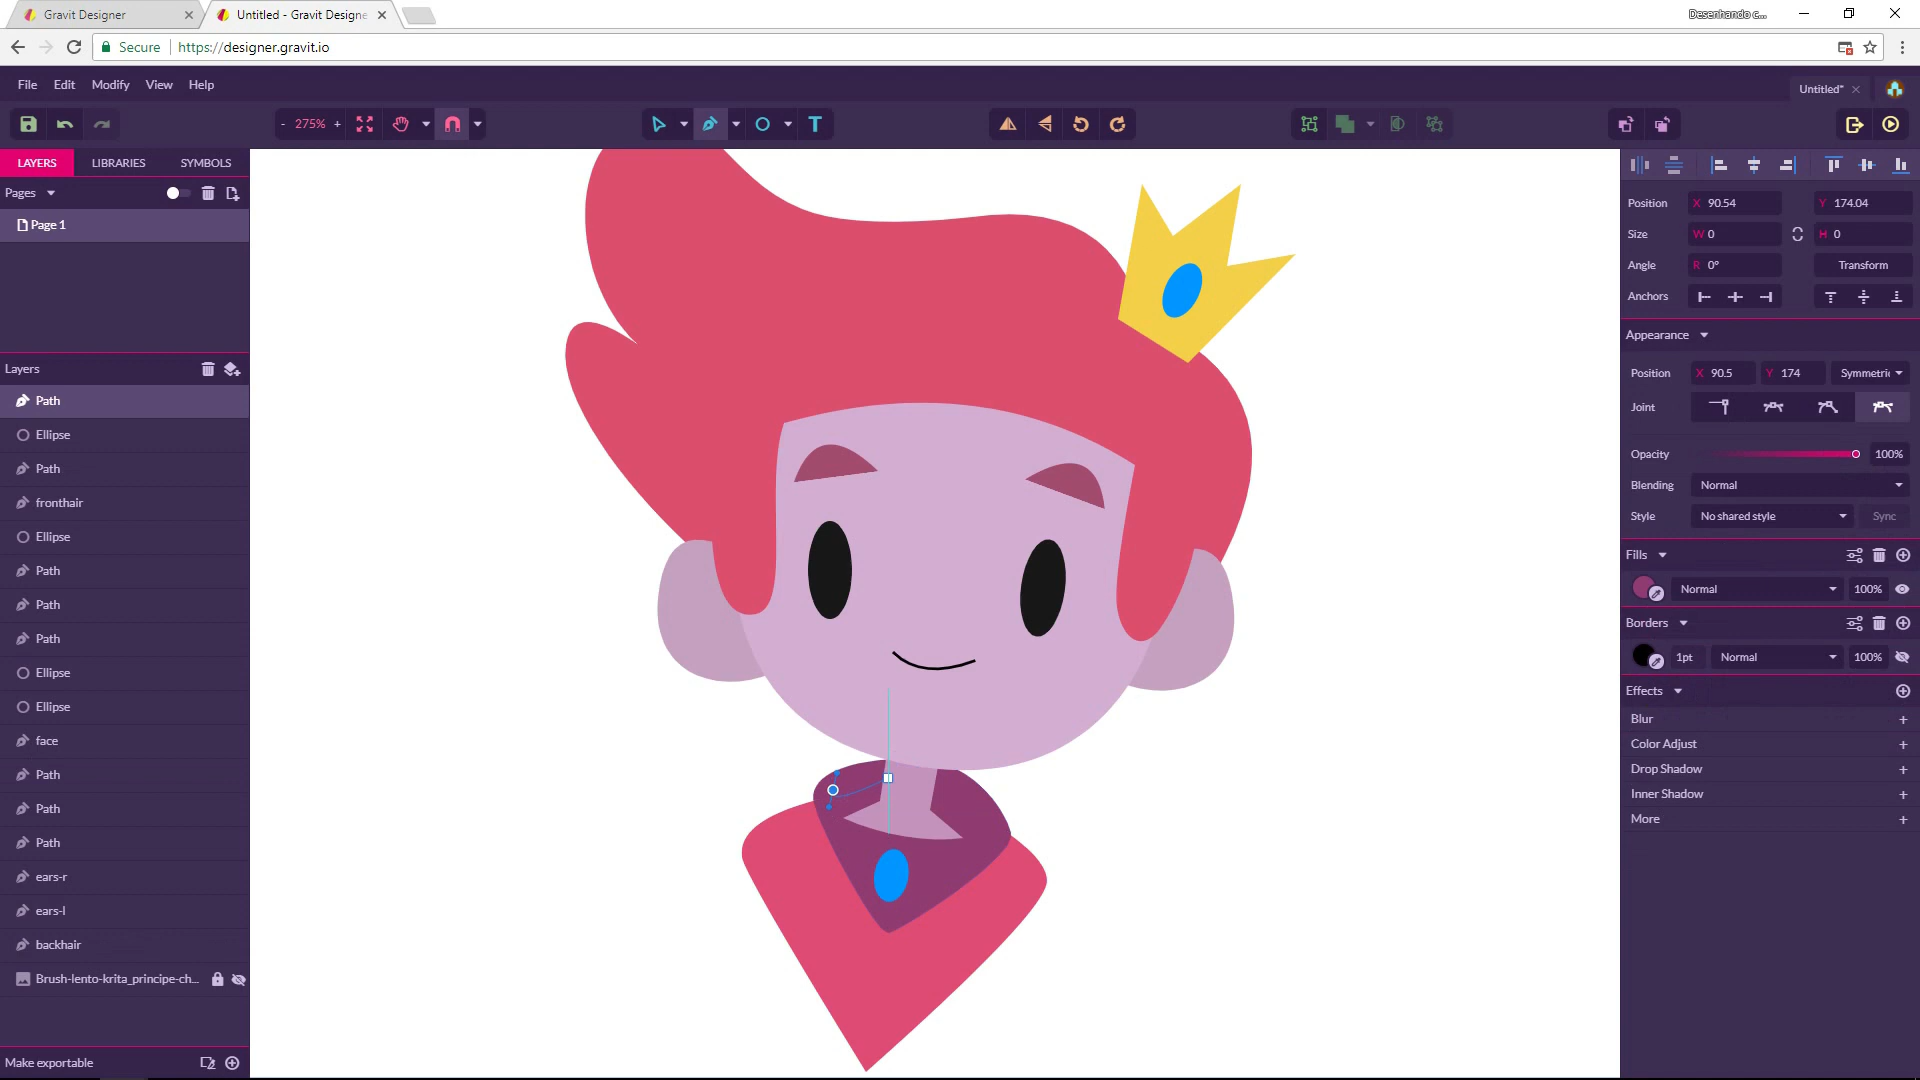 Gravit Designer
Untitled - Gravit Designe
Desenhando c...
Secure
https://designer.gravit.io
File
Edit
Modify
View
Help
Untitled*
- 275% +
LAYERS
LIBRARIES
SYMBOLS
Pages
Page 1
Layers
Path
Ellipse
Path
fronthair
Ellipse
Path
Path
Path
Ellipse
Ellipse
face
Path
Path
Path
ears-r
ears-l
backhair
Brush-lento-krita_principe-ch...
Make exportable
Position X 90.54 Y 174.04
Size W 0 H 0
Angle R 0° Transform
Anchors
Appearance
Position X 90.5 Y 174 Symmetric
Joint
Opacity 100%
Blending Normal
Style No shared style Sync
Fills
Normal 100%
Borders
1pt Normal 100%
Effects
Blur +
Color Adjust +
Drop Shadow +
Inner Shadow +
More +